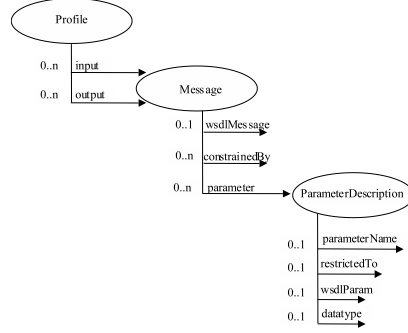 Profile
0..n input
0..n output
Message
0..1 wsdlMessage
0..n constrainedBy
0..n parameter
ParameterDescription
0..1 parameterName
0..1 restrictedTo
0..1 wsdlParam
0..1 datatype